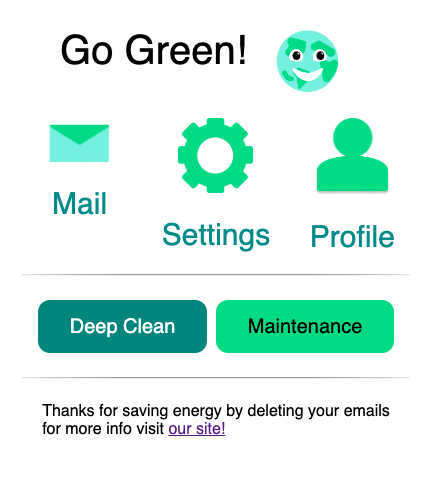 Go Green!
Mail
Settings
Profile
Deep Clean
Maintenance
Thanks for saving energy by deleting your emails
for more info visit our site!